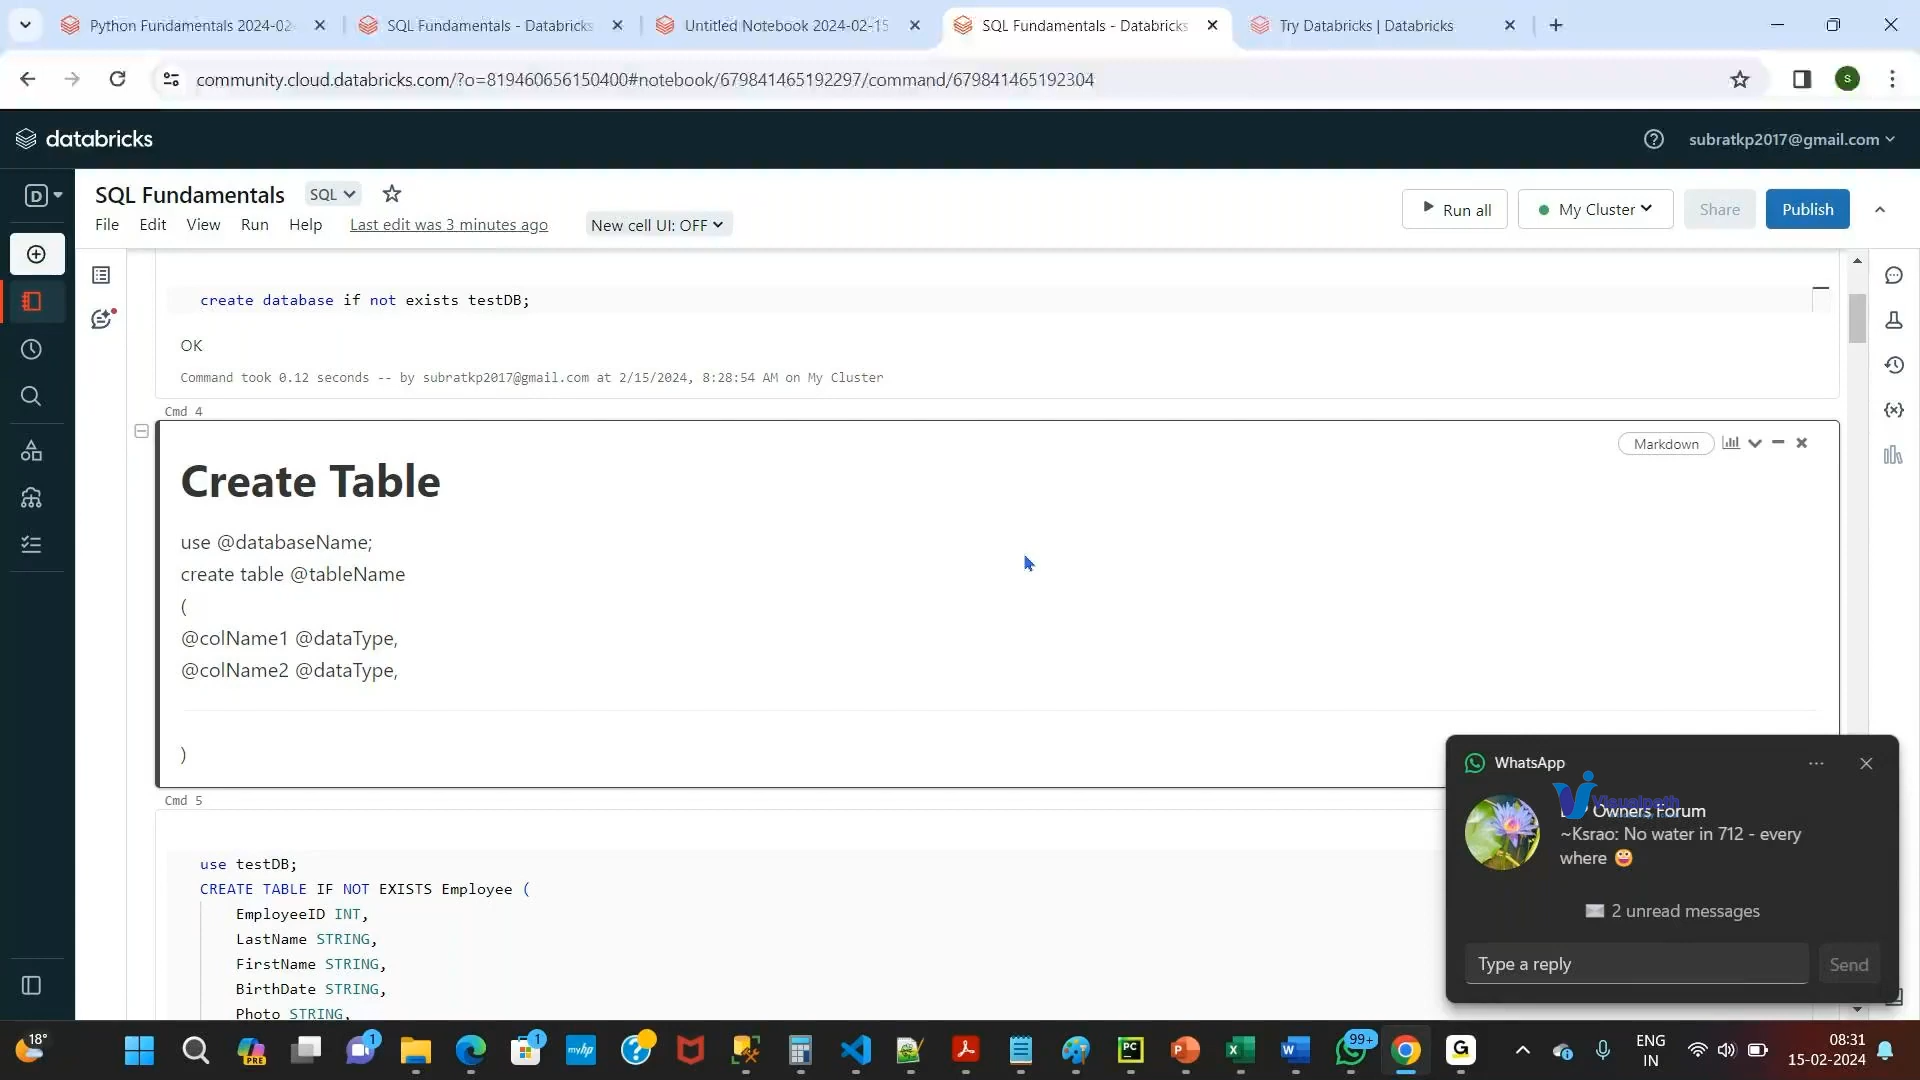 Python Fundamentals 2024-02-
SQL Fundamentals - Databricks
Untitled Notebook 2024-02-15
SQL Fundamentals - Databricks
Try Databricks | Databricks
community.cloud.databricks.com/?o=819460656150400#notebook/679841465192297/command/679841465192304
S
databricks
subratkp2017@gmail.com
D
SQL Fundamentals
SQL
File Edit View Run Help Last edit was 3 minutes ago
New cell UI: OFF
Run all
My Cluster
Share
Publish
create database if not exists testDB;
OK
Command took 0.12 seconds -- by subratkp2017@gmail.com at 2/15/2024, 8:28:54 AM on My Cluster
Cmd 4
Markdown
Create Table
use @databaseName;
create table @tableName
(
@colName1 @dataType,
@colName2 @dataType,
)
Cmd 5
use testDB;
CREATE TABLE IF NOT EXISTS Employee (
EmployeeID INT,
LastName STRING,
FirstName STRING,
BirthDate STRING,
Photo STRING,
WhatsApp
Visualpath
Owners Forum
~Ksrao: No water in 712 - every
where 😀
2 unread messages
Type a reply
Send
18°
PRE
1
1
myhp
PC
P
X
W
99+
G
ENG
IN
08:31
15-02-2024